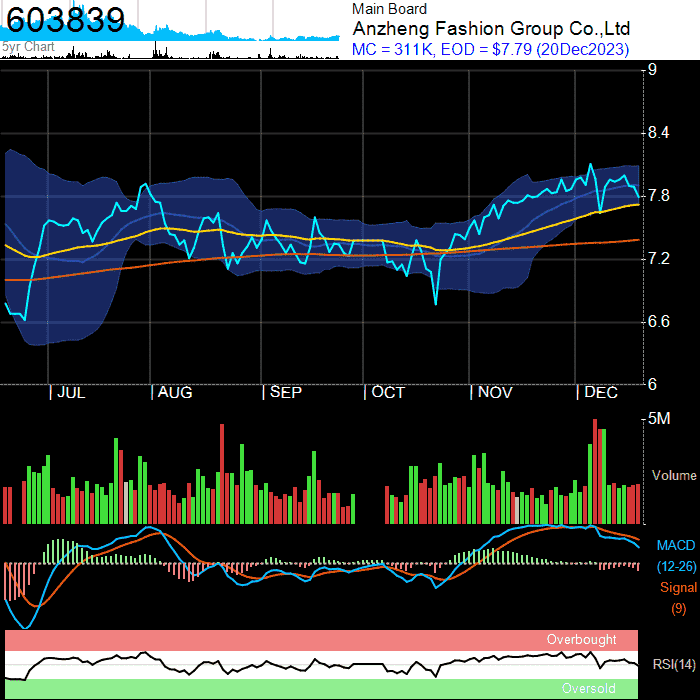 603839
5yr Chart
Main Board
Anzheng Fashion Group Co.,Ltd
MC = 311K, EOD = $7.79 (20Dec2023)
9
8.4
7.8
7.2
6.6
6
JUL
AUG
SEP
OCT
NOV
DEC
5M
Volume
MACD
(12-26)
Signal
(9)
Overbought
RSI(14)
Oversold